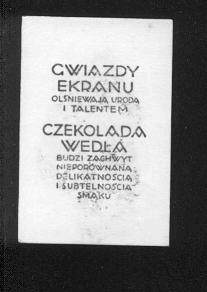 GWIAZDY
EKRANU
OLŚNIEWAJĄ URODĄ
I TALENTEM
CZEKOLADA
WEDLA
BUDZI ZACHWYT
NIEPORÓWNANĄ
DELIKATNOŚCIĄ
I SUBTELNOŚCIĄ
SMAKU